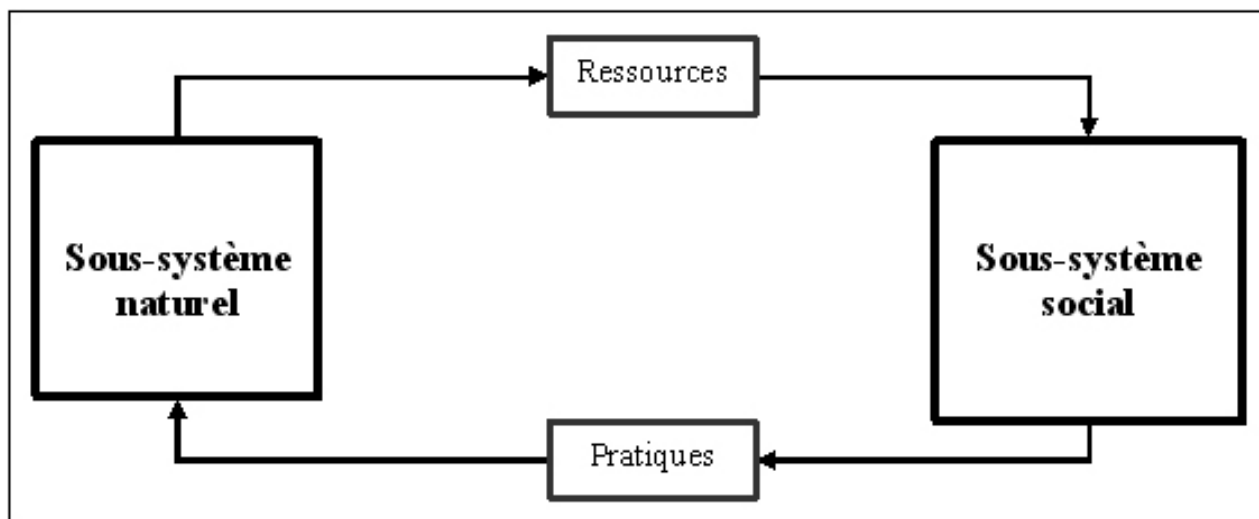 Ressources
Sous-système
naturel
Sous-système
social
Pratiques